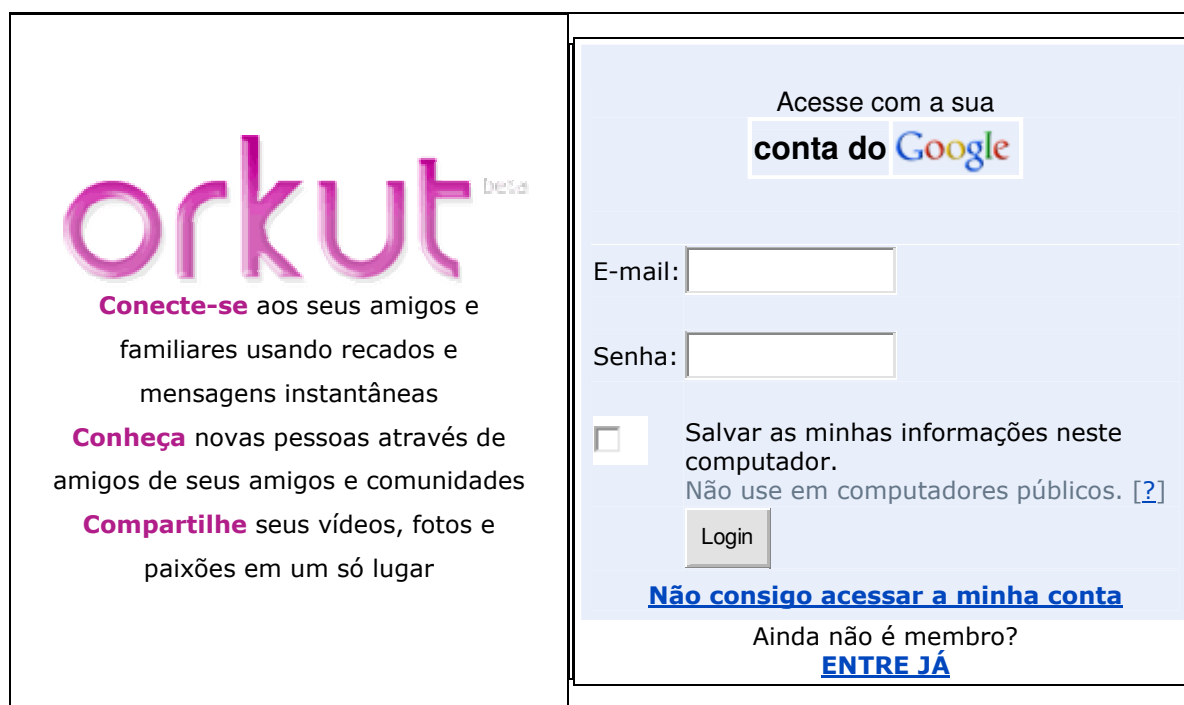 orkut beta
Conecte-se aos seus amigos e
familiares usando recados e
mensagens instantâneas
Conheça novas pessoas através de
amigos de seus amigos e comunidades
Compartilhe seus vídeos, fotos e
paixões em um só lugar
Acesse com a sua
conta do Google
E-mail:
Senha:
Salvar as minhas informações neste
computador.
Não use em computadores públicos. [?]
Login
Não consigo acessar a minha conta
Ainda não é membro?
ENTRE JÁ